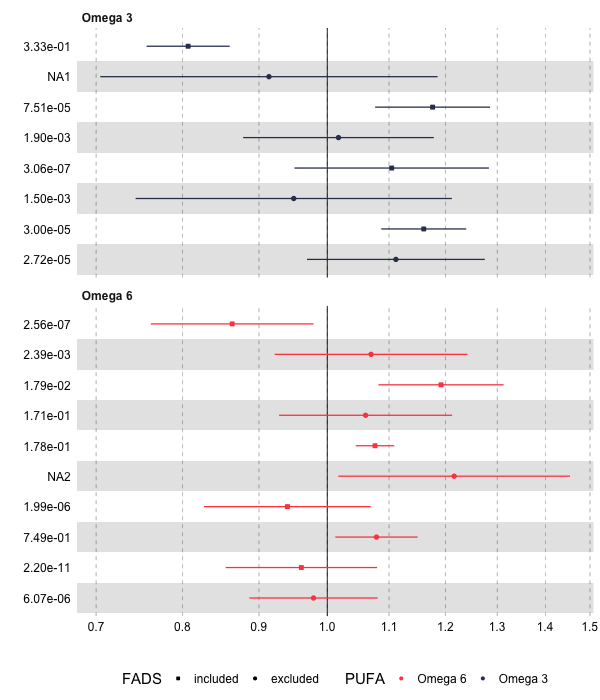 Omega 3
3.33e-01
NA1
7.51e-05
1.90e-03
3.06e-07
1.50e-03
3.00e-05
2.72e-05
Omega 6
2.56e-07
2.39e-03
1.79e-02
1.71e-01
1.78e-01
NA2
1.99e-06
7.49e-01
2.20e-11
6.07e-06
0.7 0.8 0.9 1.0 1.1 1.2 1.3 1.4 1.5
FADS included excluded PUFA Omega 6 Omega 3